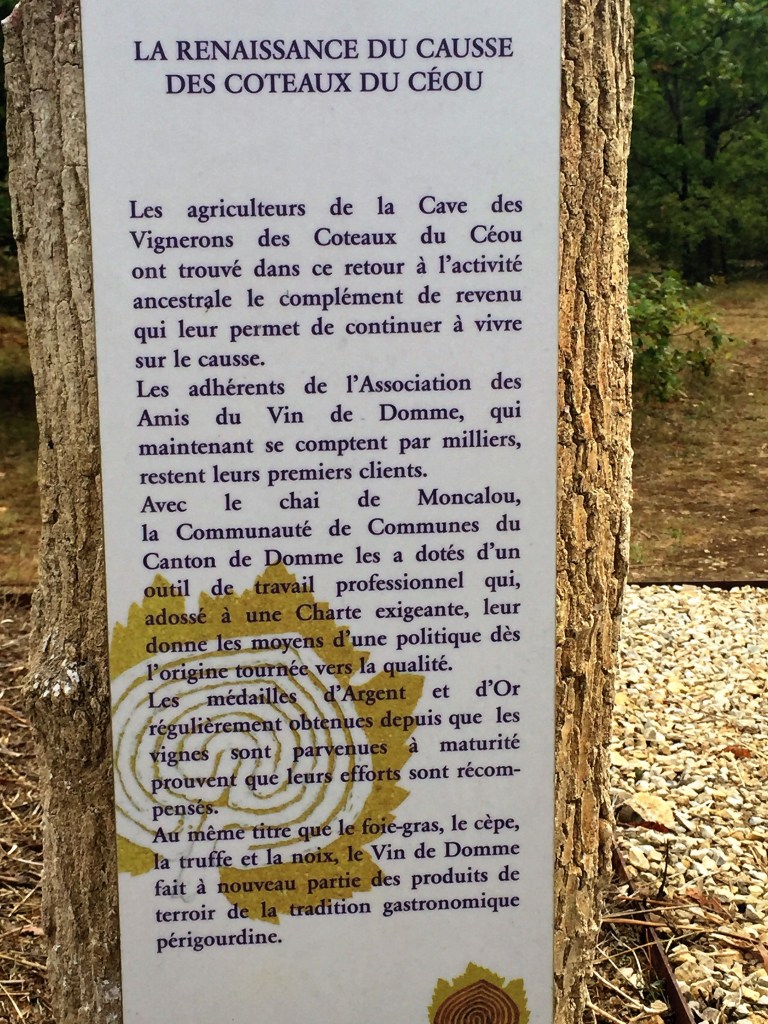 LA RENAISSANCE DU CAUSSE
DES COTEAUX DU CÉOU
Les agriculteurs de la Cave des
Vignerons des Coteaux du Céou
ont trouvé dans ce retour à l'activité
ancestrale le complément de revenu
qui leur permet de continuer à vivre
sur le causse.
Les adhérents de l'Association des
Amis du Vin de Domme, qui
maintenant se comptent par milliers,
restent leurs premiers clients.
Avec le chai de Moncalou,
la Communauté de Communes du
Canton de Domme les a dotés d'un
outil de travail professionnel qui,
adossé à une Charte exigeante, leur
donne les moyens d'une politique dès
l'origine tournée vers la qualité.
Les médailles d'Argent et d'Or
régulièrement obtenues depuis que les
vignes sont parvenues à maturité
prouvent que leurs efforts sont récom-
pensés.
Au même titre que le foie-gras, le cèpe,
la truffe et la noix, le Vin de Domme
fait à nouveau partie des produits de
terroir de la tradition gastronomique
périgourdine.